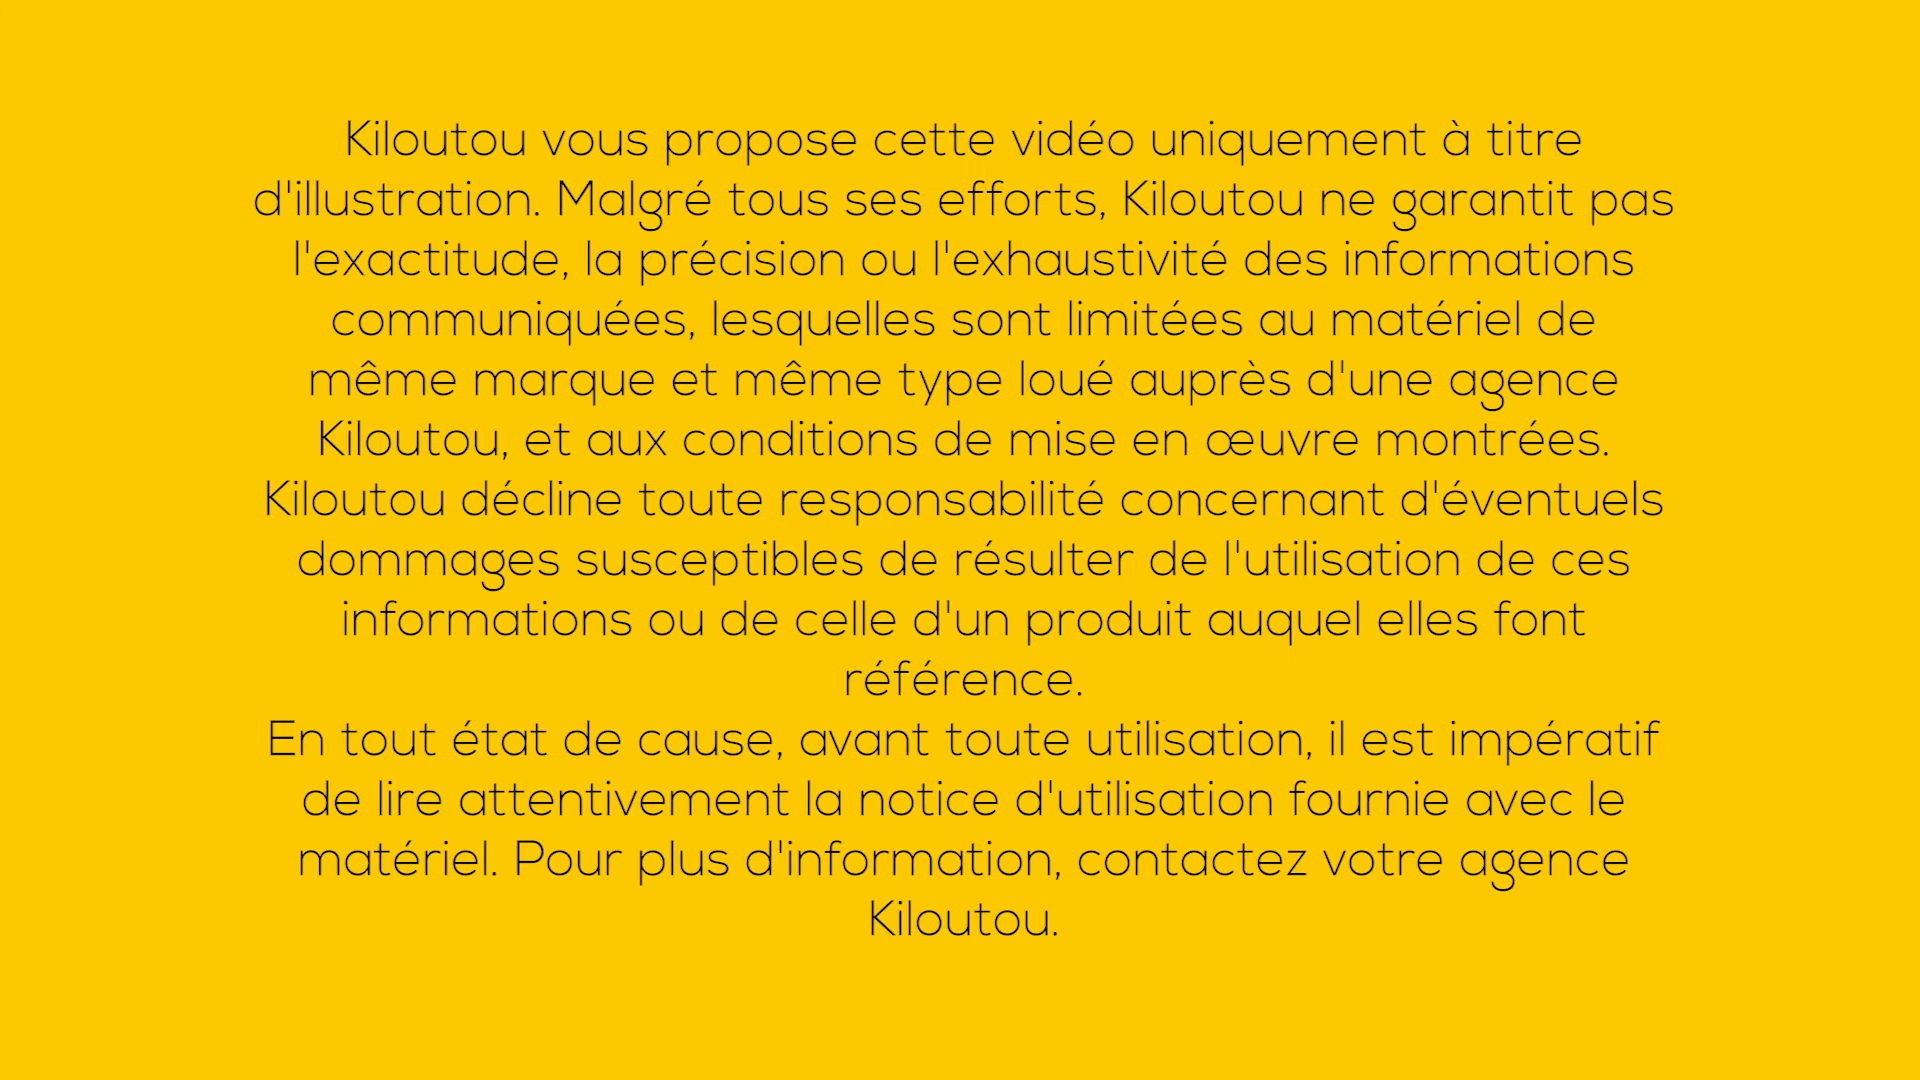 Kiloutou vous propose cette vidéo uniquement à titre
d'illustration. Malgré tous ses efforts, Kiloutou ne garantit pas
l'exactitude, la précision ou l'exhaustivité des informations
communiquées, lesquelles sont limitées au matériel de
même marque et même type loué auprès d'une agence
Kiloutou, et aux conditions de mise en œuvre montrées.
Kiloutou décline toute responsabilité concernant d'éventuels
dommages susceptibles de résulter de l'utilisation de ces
informations ou de celle d'un produit auquel elles font
référence.
En tout état de cause, avant toute utilisation, il est impératif
de lire attentivement la notice d'utilisation fournie avec le
matériel. Pour plus d'information, contactez votre agence
Kiloutou.